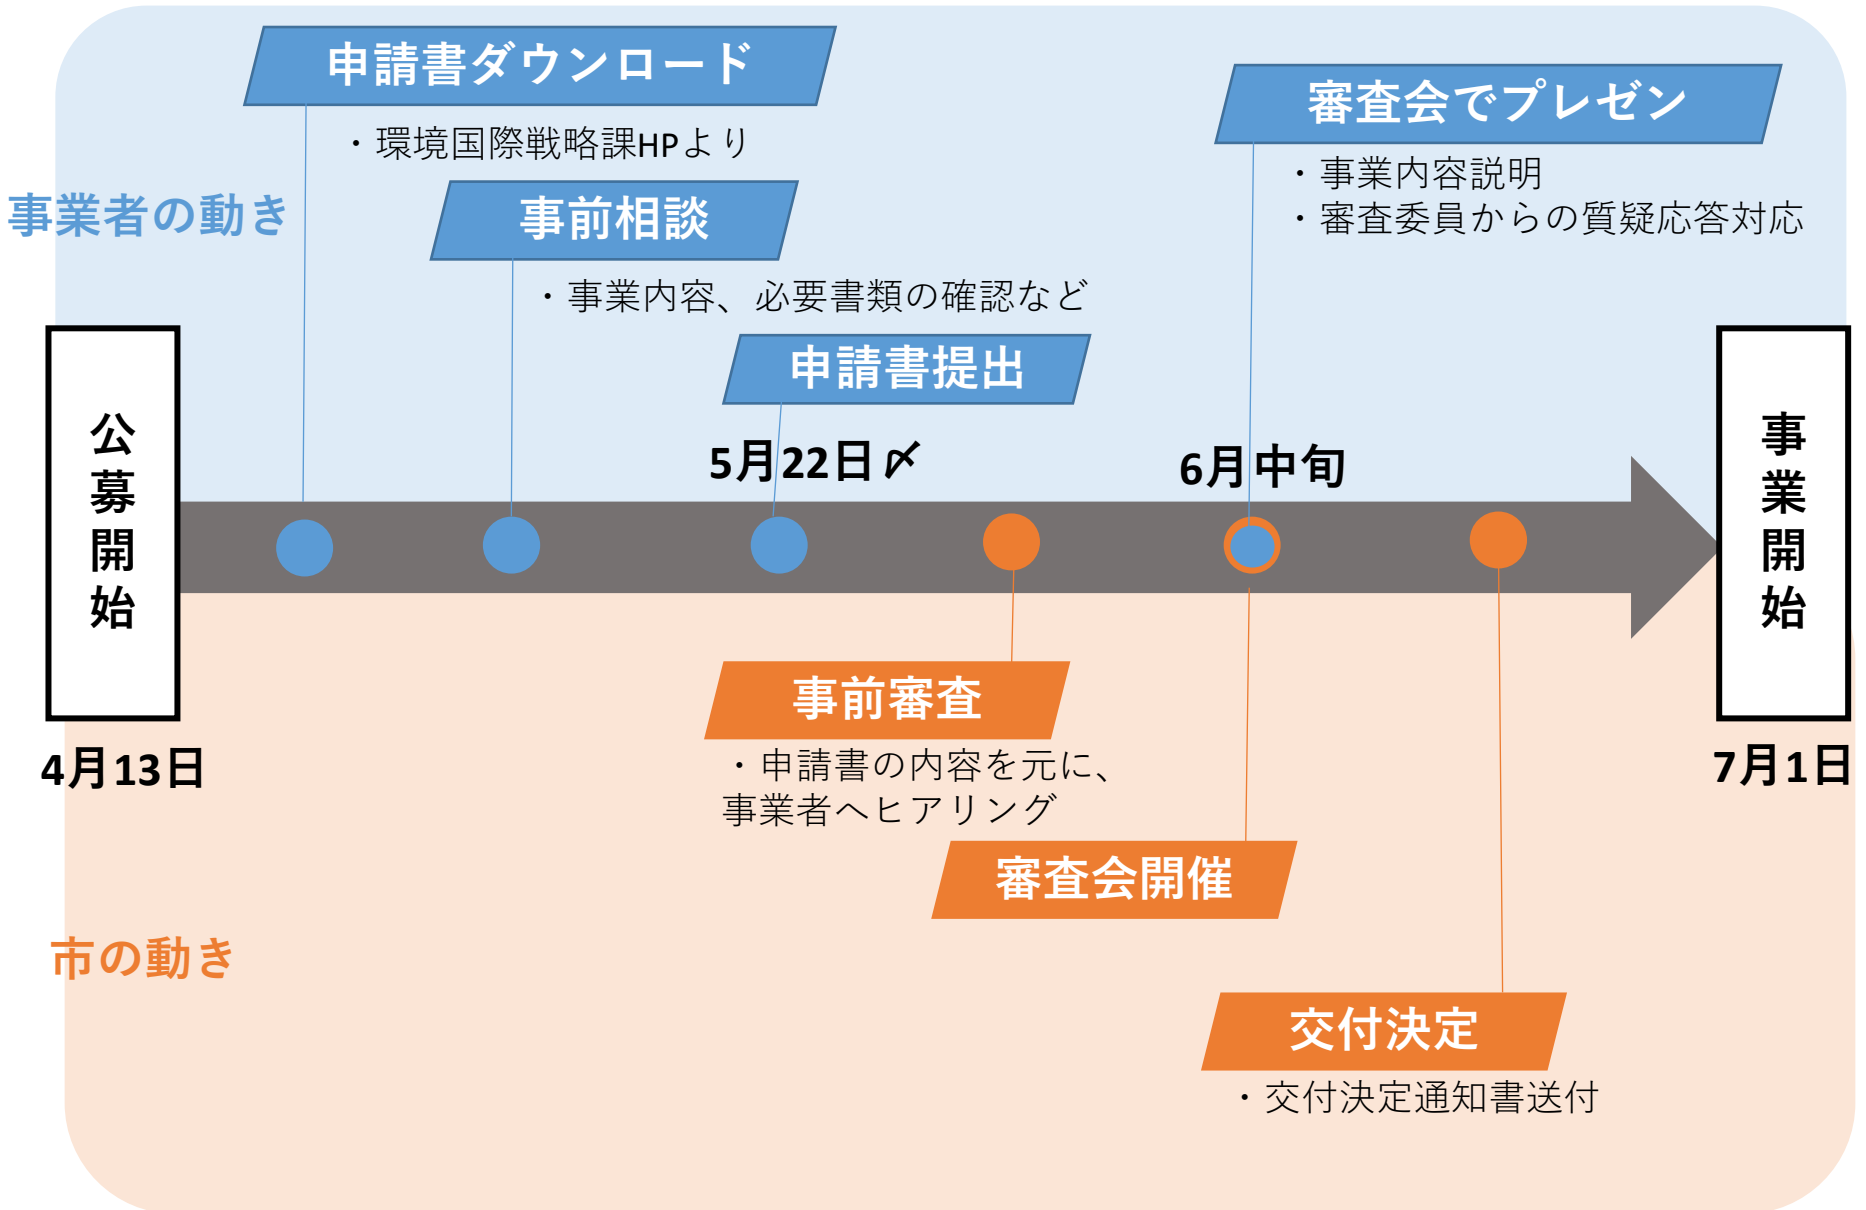 申請書ダウンロード
・環境国際戦略課HPより
審査会でプレゼン
・事業内容説明
・審査委員からの質疑応答対応
事業者の動き
事前相談
・事業内容、必要書類の確認など
申請書提出
5月22日〆
6月中旬
公募開始
4月13日
事業開始
7月1日
事前審査
・申請書の内容を元に、
事業者へヒアリング
審査会開催
市の動き
交付決定
・交付決定通知書送付